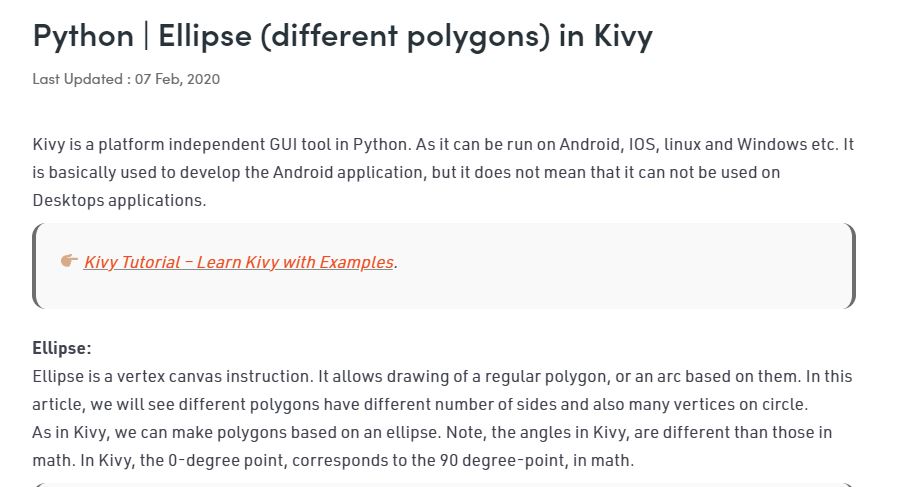 Python | Ellipse (different polygons) in Kivy
Last Updated : 07 Feb, 2020
Kivy is a platform independent GUI tool in Python. As it can be run on Android, IOS, linux and Windows etc. It
is basically used to develop the Android application, but it does not mean that it can not be used on
Desktops applications.
Kivy Tutorial – Learn Kivy with Examples.
Ellipse:
Ellipse is a vertex canvas instruction. It allows drawing of a regular polygon, or an arc based on them. In this
article, we will see different polygons have different number of sides and also many vertices on circle.
As in Kivy, we can make polygons based on an ellipse. Note, the angles in Kivy, are different than those in
math. In Kivy, the 0-degree point, corresponds to the 90 degree-point, in math.